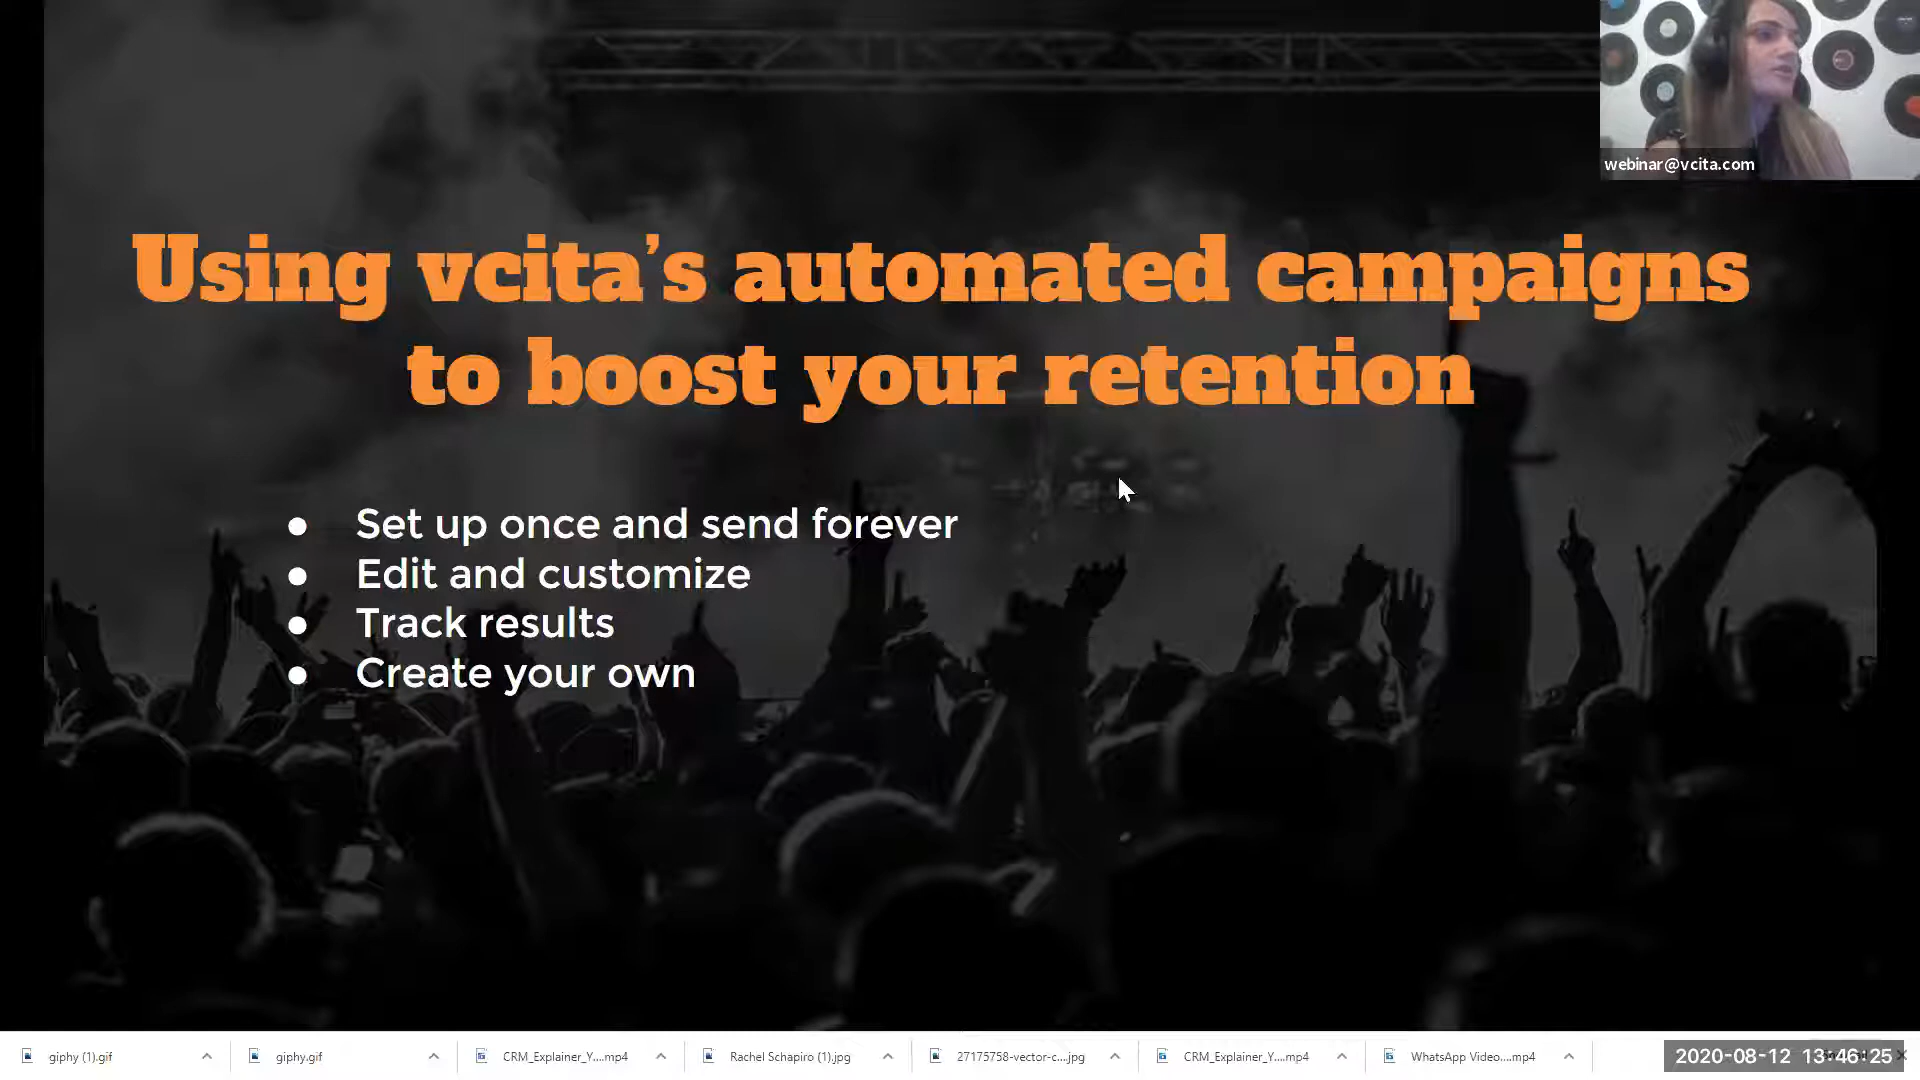 webinar@vcita.com
Using vcita's automated campaigns
to boost your retention
● Set up once and send forever
● Edit and customize
● Track results
● Create your own
giphy (1).gif
giphy.gif
CRM_Explainer_Y....mp4
Rachel Schapiro (1).jpg
27175758-vector-c....jpg
CRM_Explainer_Y....mp4
WhatsApp Video....mp4
2020-08-12 13:46:25